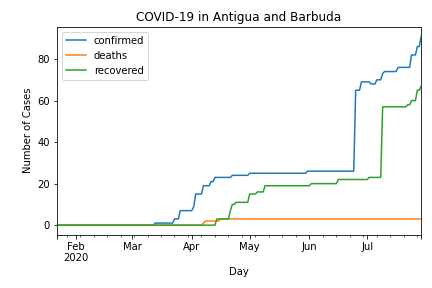 COVID-19 in Antigua and Barbuda
confirmed
deaths
recovered
Number of Cases
80
60
40
20
0
Feb
2020
Mar
Apr
May
Jun
Jul
Day